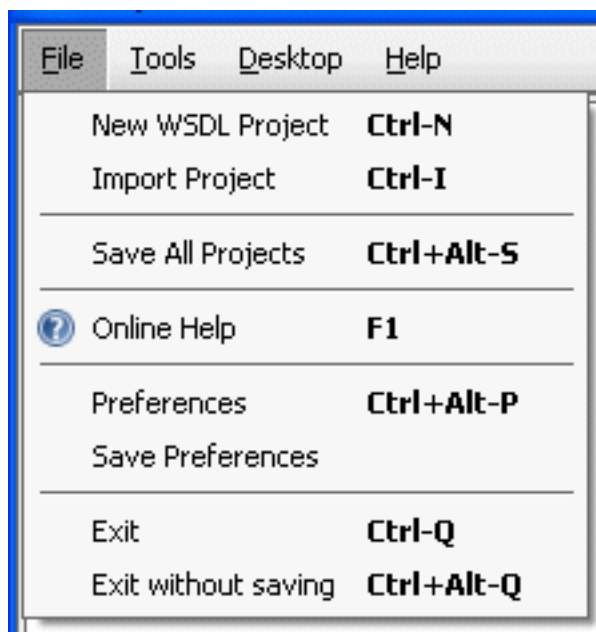 File Tools Desktop Help
New WSDL Project Ctrl-N
Import Project Ctrl-I
Save All Projects Ctrl+Alt-S
? Online Help F1
Preferences Ctrl+Alt-P
Save Preferences
Exit Ctrl-Q
Exit without saving Ctrl+Alt-Q